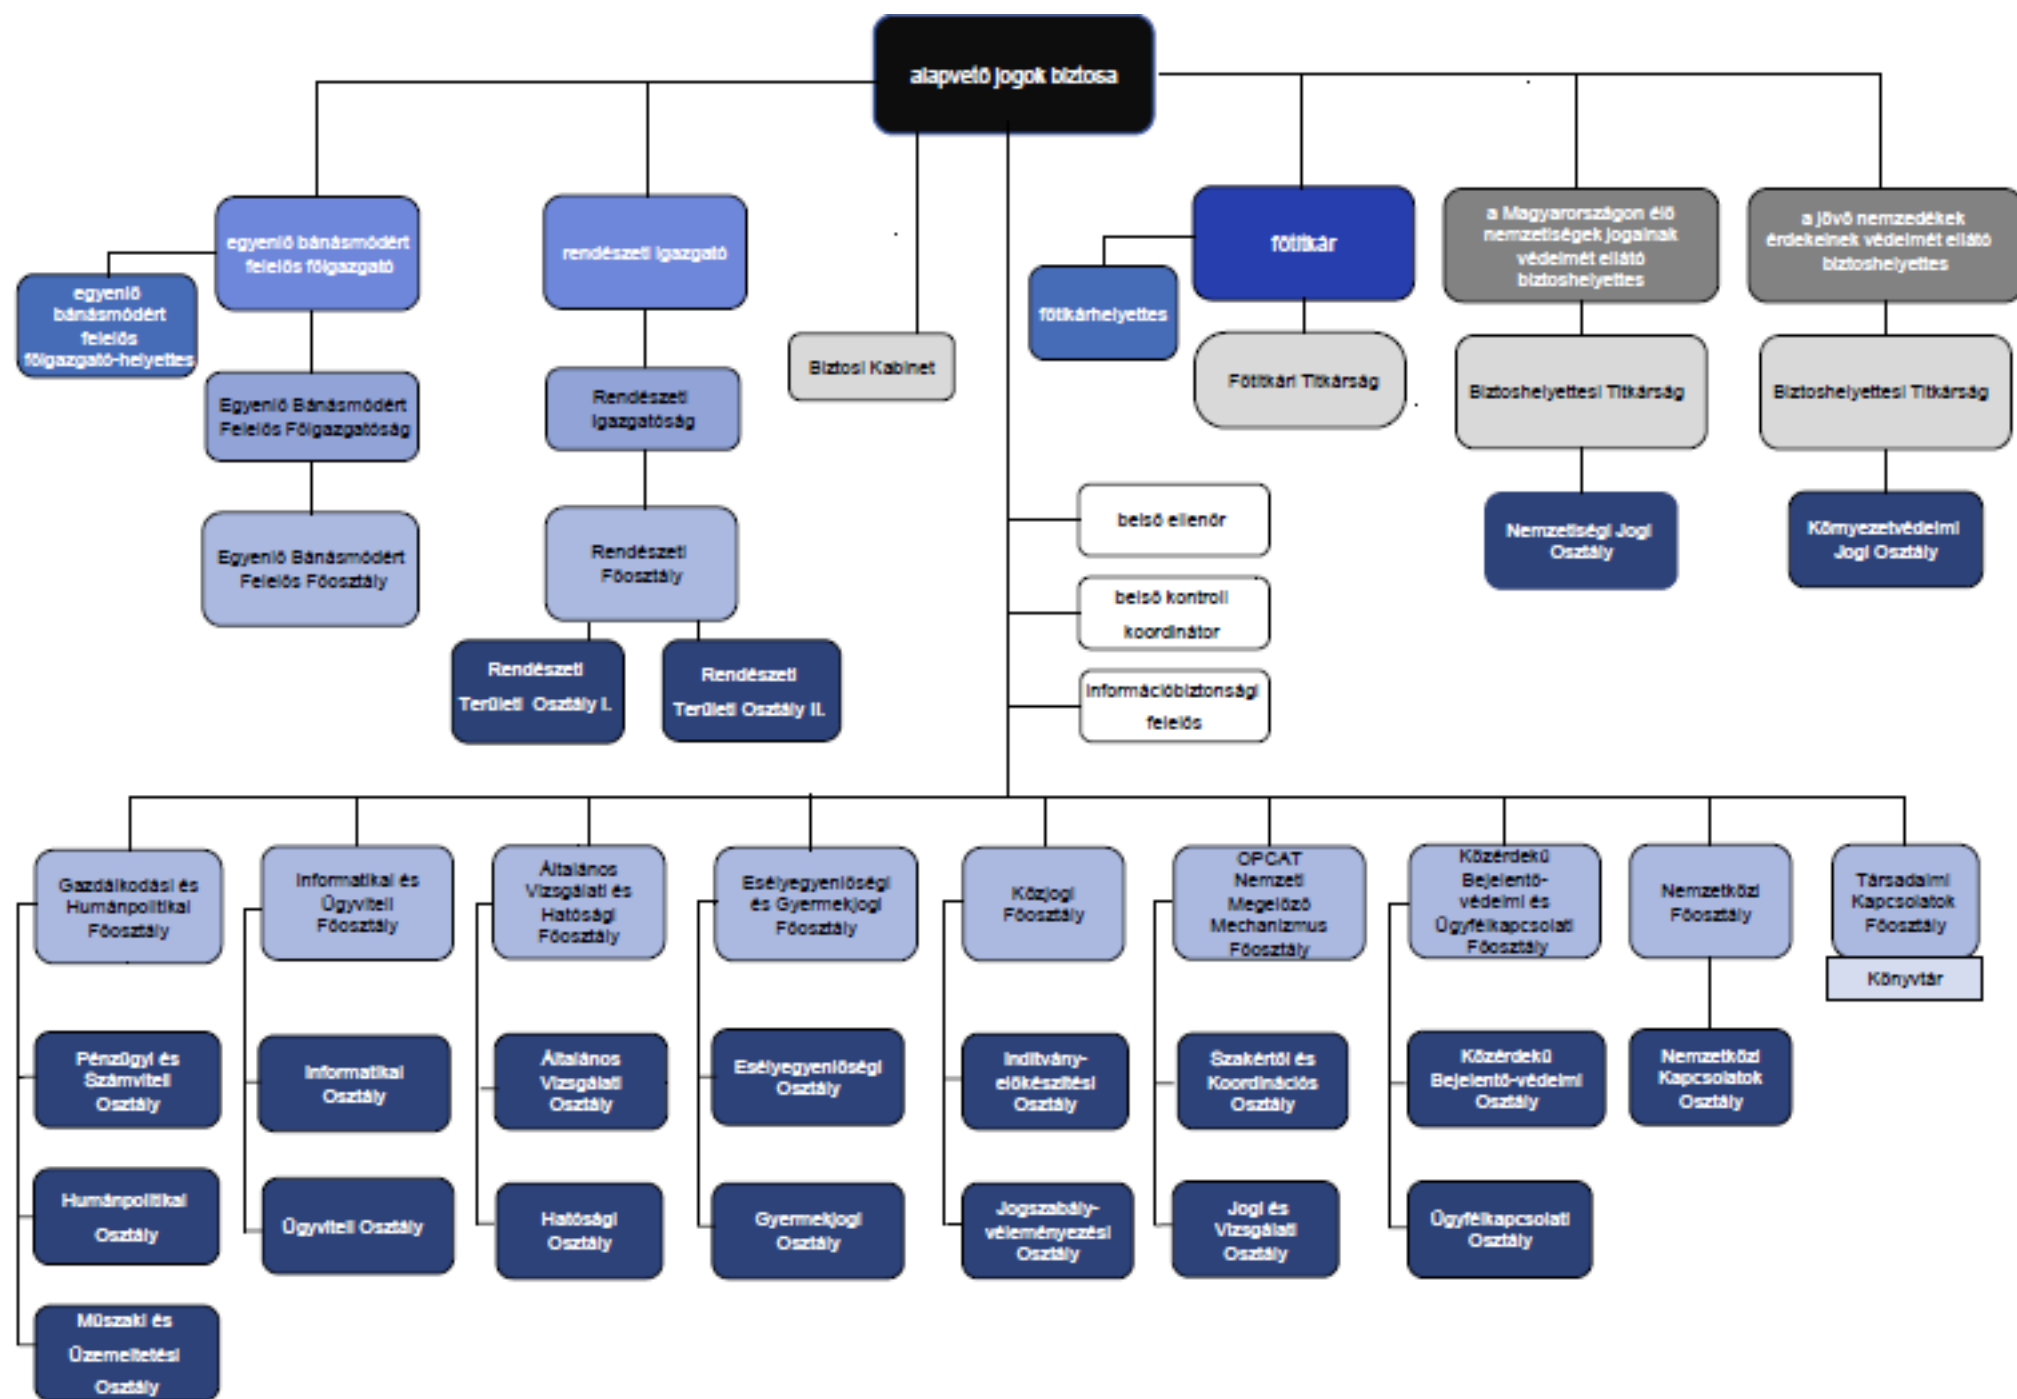 alapvető jogok biztosa
egyenlő bánásmódért
felelős főigazgató
rendészeti igazgató
főtitkár
a Magyarországon élő
nemzetiségek jogainak
védelmét ellátó
biztoshelyettes
a jövő nemzedékek
érdekeinek védelmét ellátó
biztoshelyettes
egyenlő
bánásmódért
felelős
főigazgató-helyettes
főtikárhelyettes
Biztosi Kabinet
Főtitkári Titkárság
Biztoshelyettesi Titkárság
Biztoshelyettesi Titkárság
Egyenlő Bánásmódért
Felelős Főigazgatóság
Rendészeti
Igazgatóság
Egyenlő Bánásmódért
Felelős Főosztály
Rendészeti
Főosztály
belső ellenőr
Nemzetiségi Jogi
Osztály
Környezetvédelmi
Jogi Osztály
belső kontroll
koordinátor
Rendészeti
Területi Osztály I.
Rendészeti
Területi Osztály II.
Információbiztonsági
felelős
Gazdálkodási és
Humánpolitikai
Főosztály
Informatikai és
Ügyviteli
Főosztály
Általános
Vizsgálati és
Hatósági
Főosztály
Esélyegyenlőségi
és Gyermekjogi
Főosztály
Közjogi
Főosztály
OPCAT
Nemzeti
Megelőző
Mechanizmus
Főosztály
Közérdekű
Bejelentő-
védelmi és
Ügyfélkapcsolati
Főosztály
Nemzetközi
Főosztály
Társadalmi
Kapcsolatok
Főosztály
Könyvtár
Pénzügyi és
Számviteli
Osztály
Informatikai
Osztály
Általános
Vizsgálati
Osztály
Esélyegyenlőségi
Osztály
Indítvány-
előkészítési
Osztály
Szakértői és
Koordinációs
Osztály
Közérdekű
Bejelentő-védelmi
Osztály
Nemzetközi
Kapcsolatok
Osztály
Humánpolitikai
Osztály
Ügyviteli Osztály
Hatósági
Osztály
Gyermekjogi
Osztály
Jogszabály-
véleményezési
Osztály
Jogi és
Vizsgálati
Osztály
Ügyfélkapcsolati
Osztály
Műszaki és
Üzemeltetési
Osztály